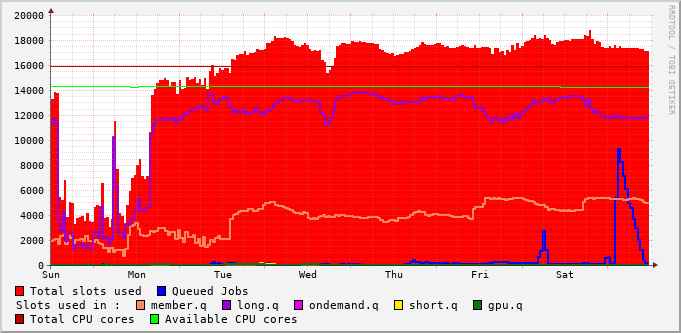 20000
18000
16000
14000
12000
10000
8000
6000
4000
2000
0
Sun Mon Tue Wed Thu Fri Sat
RRDTOOL / TOBI OETIKER
Total slots used Queued Jobs
Slots used in : member.q long.q ondemand.q short.q gpu.q
Total CPU cores Available CPU cores